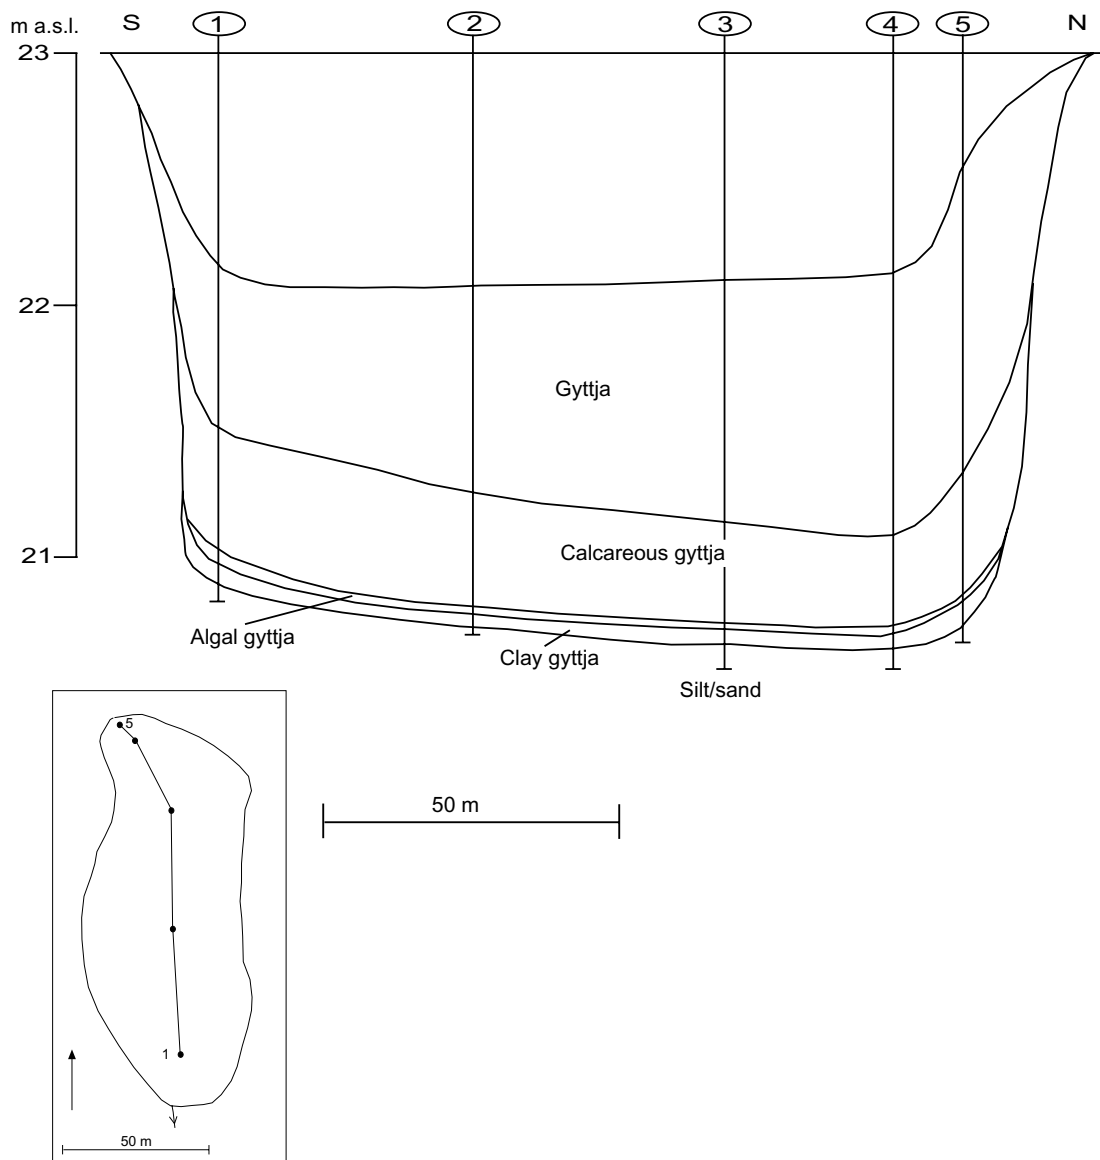 m a.s.l.
S
1
2
3
4
5
N
23
22
21
Gyttja
Calcareous gyttja
Algal gyttja
Clay gyttja
Silt/sand
5
1
50 m
50 m